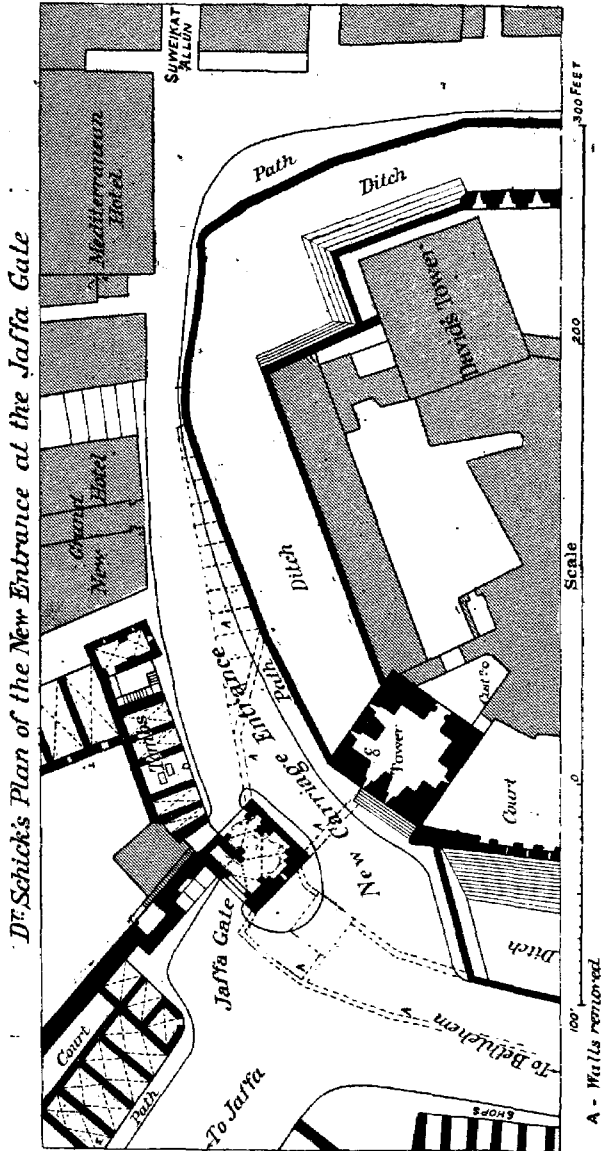 Dr. Schick's Plan of the New Entrance at the Jaffa Gate
SUWEIKAT
ALLUN
Mediterranean
Hotel
Path
Ditch
David's Tower
Grand
New
Hotel
Ditch
Tombs
Path
New Carriage Entrance
A
A
Tower
Court
Ditch
Jaffa Gate
A
A
Court
Path
To Jaffa
To Bethlehem
SHOPS
Scale
100'
0
200
300 FEET
A - Walls removed